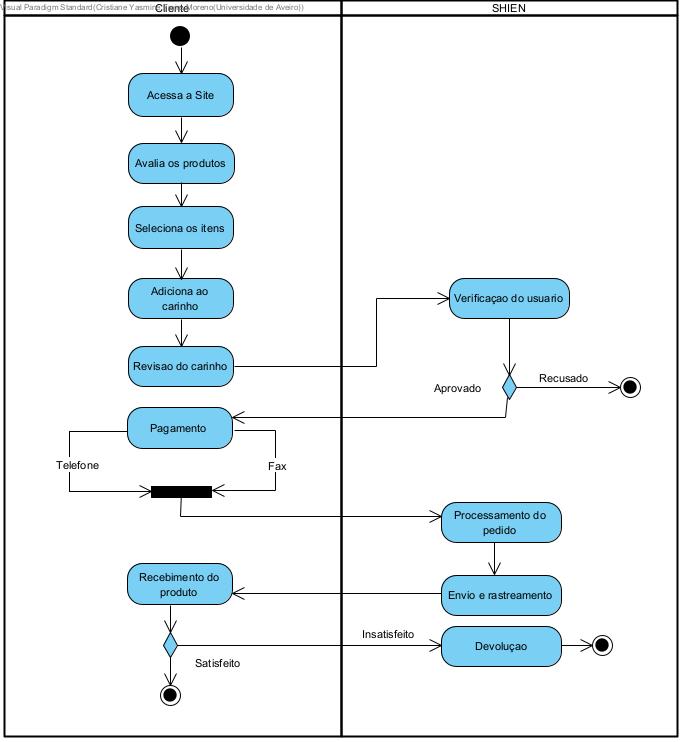 Visual Paradigm Standard(Cristiane Yasmin Moreno(Universidade de Aveiro))
Cliente
SHIEN
Acessa a Site
Avalia os produtos
Seleciona os itens
Adiciona ao
carinho
Verificaçao do usuario
Revisao do carinho
Recusado
Aprovado
Pagamento
Telefone
Fax
Processamento do
pedido
Recebimento do
produto
Envio e rastreamento
Insatisfeito
Devoluçao
Satisfeito